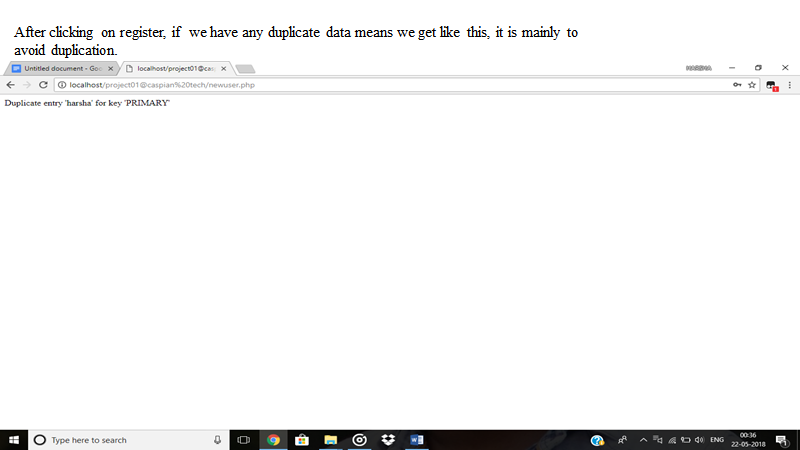 After clicking on register, if we have any duplicate data means we get like this, it is mainly to
avoid duplication.
Untitled document - Goo
localhost/project01@cas
HARSHA
localhost/project01@caspian%20tech/newuser.php
Duplicate entry 'harsha' for key 'PRIMARY'
Type here to search
ENG
00:36
22-05-2018